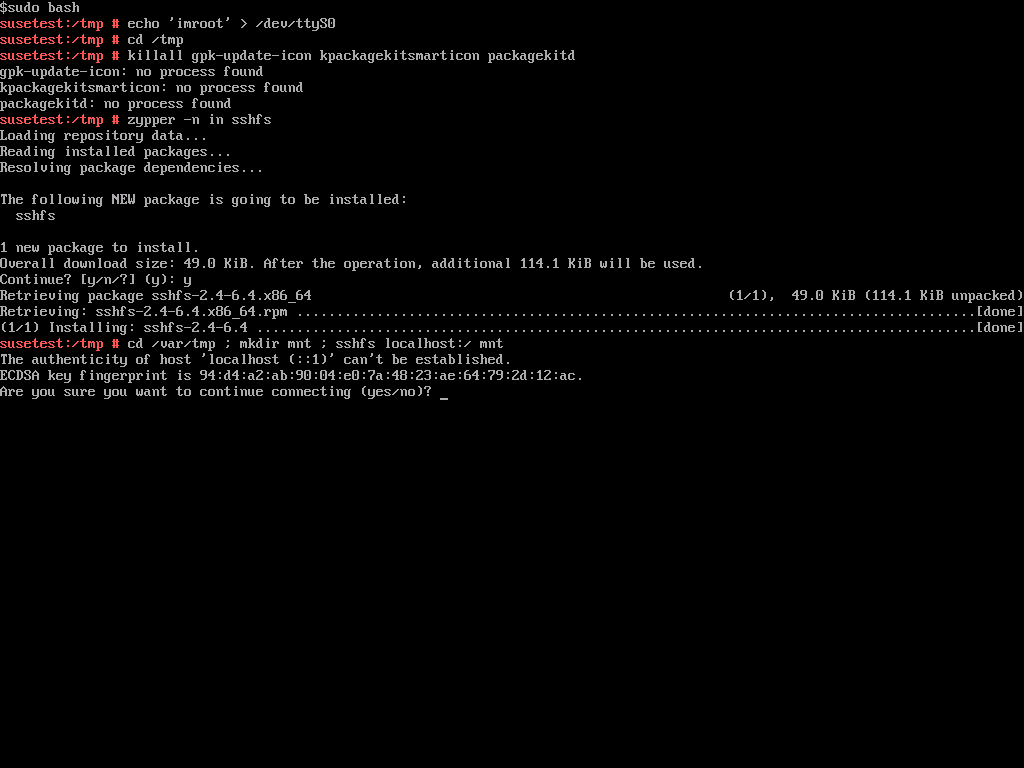 $sudo bash
susetest:/tmp # echo 'imroot' > /dev/ttyS0
susetest:/tmp # cd /tmp
susetest:/tmp # killall gpk-update-icon kpackagekitsmarticon packagekitd
gpk-update-icon: no process found
kpackagekitsmarticon: no process found
packagekitd: no process found
susetest:/tmp # zypper -n in sshfs
Loading repository data...
Reading installed packages...
Resolving package dependencies...
The following NEW package is going to be installed:
  sshfs
1 new package to install.
Overall download size: 49.0 KiB. After the operation, additional 114.1 KiB will be used.
Continue? [y/n/?] (y): y
Retrieving package sshfs-2.4-6.4.x86_64 (1/1),  49.0 KiB (114.1 KiB unpacked)
Retrieving: sshfs-2.4-6.4.x86_64.rpm ....................................................................................[done]
(1/1) Installing: sshfs-2.4-6.4 .........................................................................................[done]
susetest:/tmp # cd /var/tmp ; mkdir mnt ; sshfs localhost:/ mnt
The authenticity of host 'localhost (::1)' can't be established.
ECDSA key fingerprint is 94:d4:a2:ab:90:04:e0:7a:48:23:ae:64:79:2d:12:ac.
Are you sure you want to continue connecting (yes/no)? _